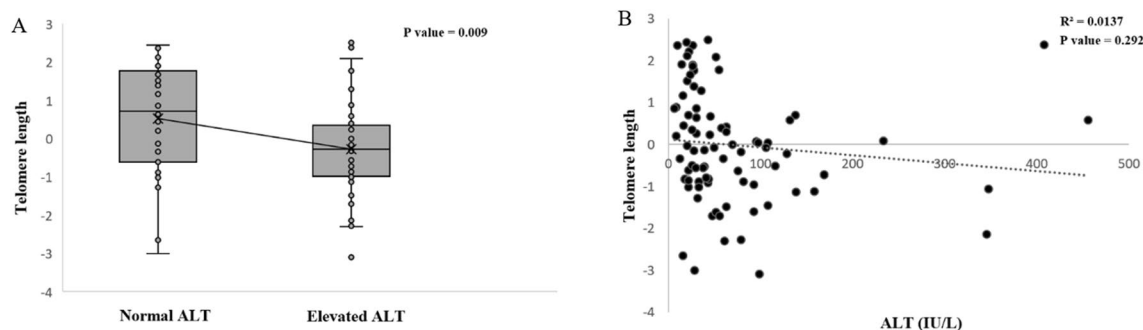 A
P value = 0.009
Telomere length
3
2
1
0
-1
-2
-3
-4
Normal ALT
Elevated ALT
B
R² = 0.0137
P value = 0.292
Telomere length
3
2
1
0
-1
-2
-3
-4
0
100
200
300
400
500
ALT (IU/L)